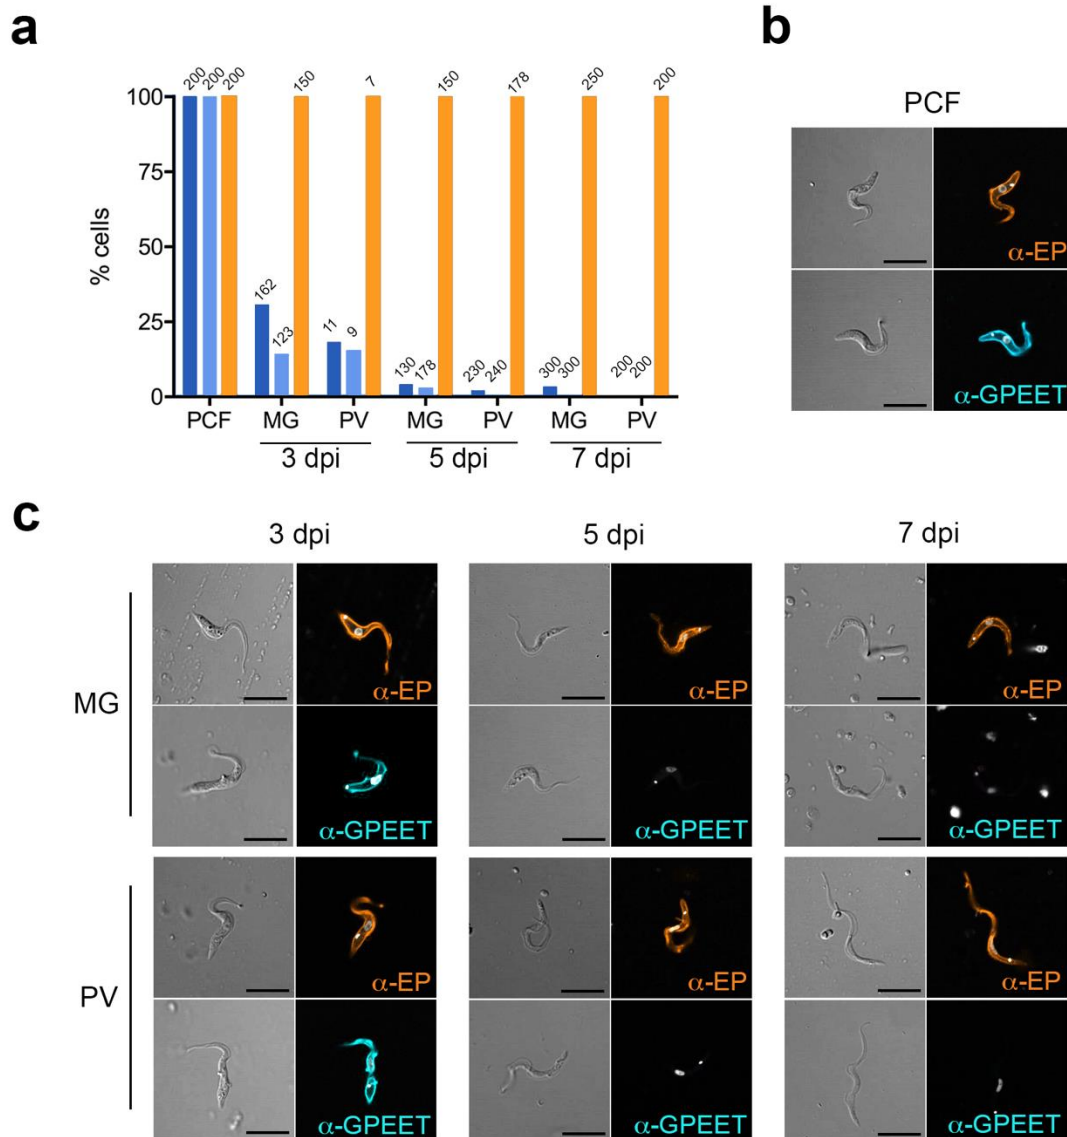 a
200 200 200 150 7 150 178 250 200
162 123 11 9 130 178 230 240 300 300 200 200
100
75
50
25
0
% cells
PCF MG PV MG PV MG PV
3 dpi 5 dpi 7 dpi
b
PCF
α-EP
α-GPEET
c
3 dpi 5 dpi 7 dpi
MG
α-EP α-EP α-EP
α-GPEET α-GPEET α-GPEET
PV
α-EP α-EP α-EP
α-GPEET α-GPEET α-GPEET